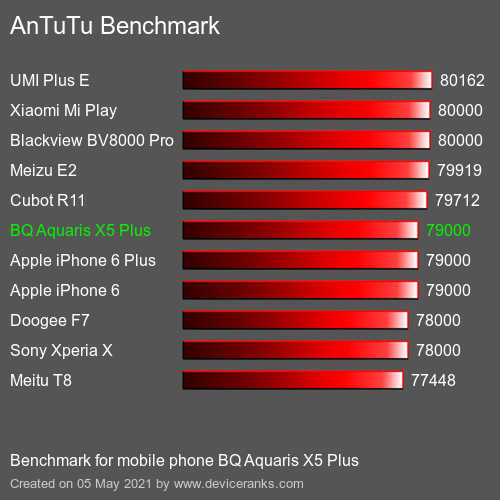 AnTuTu Benchmark
UMI Plus E 80162
Xiaomi Mi Play 80000
Blackview BV8000 Pro 80000
Meizu E2 79919
Cubot R11 79712
BQ Aquaris X5 Plus 79000
Apple iPhone 6 Plus 79000
Apple iPhone 6 79000
Doogee F7 78000
Sony Xperia X 78000
Meitu T8 77448
Benchmark for mobile phone BQ Aquaris X5 Plus
Created on 05 May 2021 by www.deviceranks.com